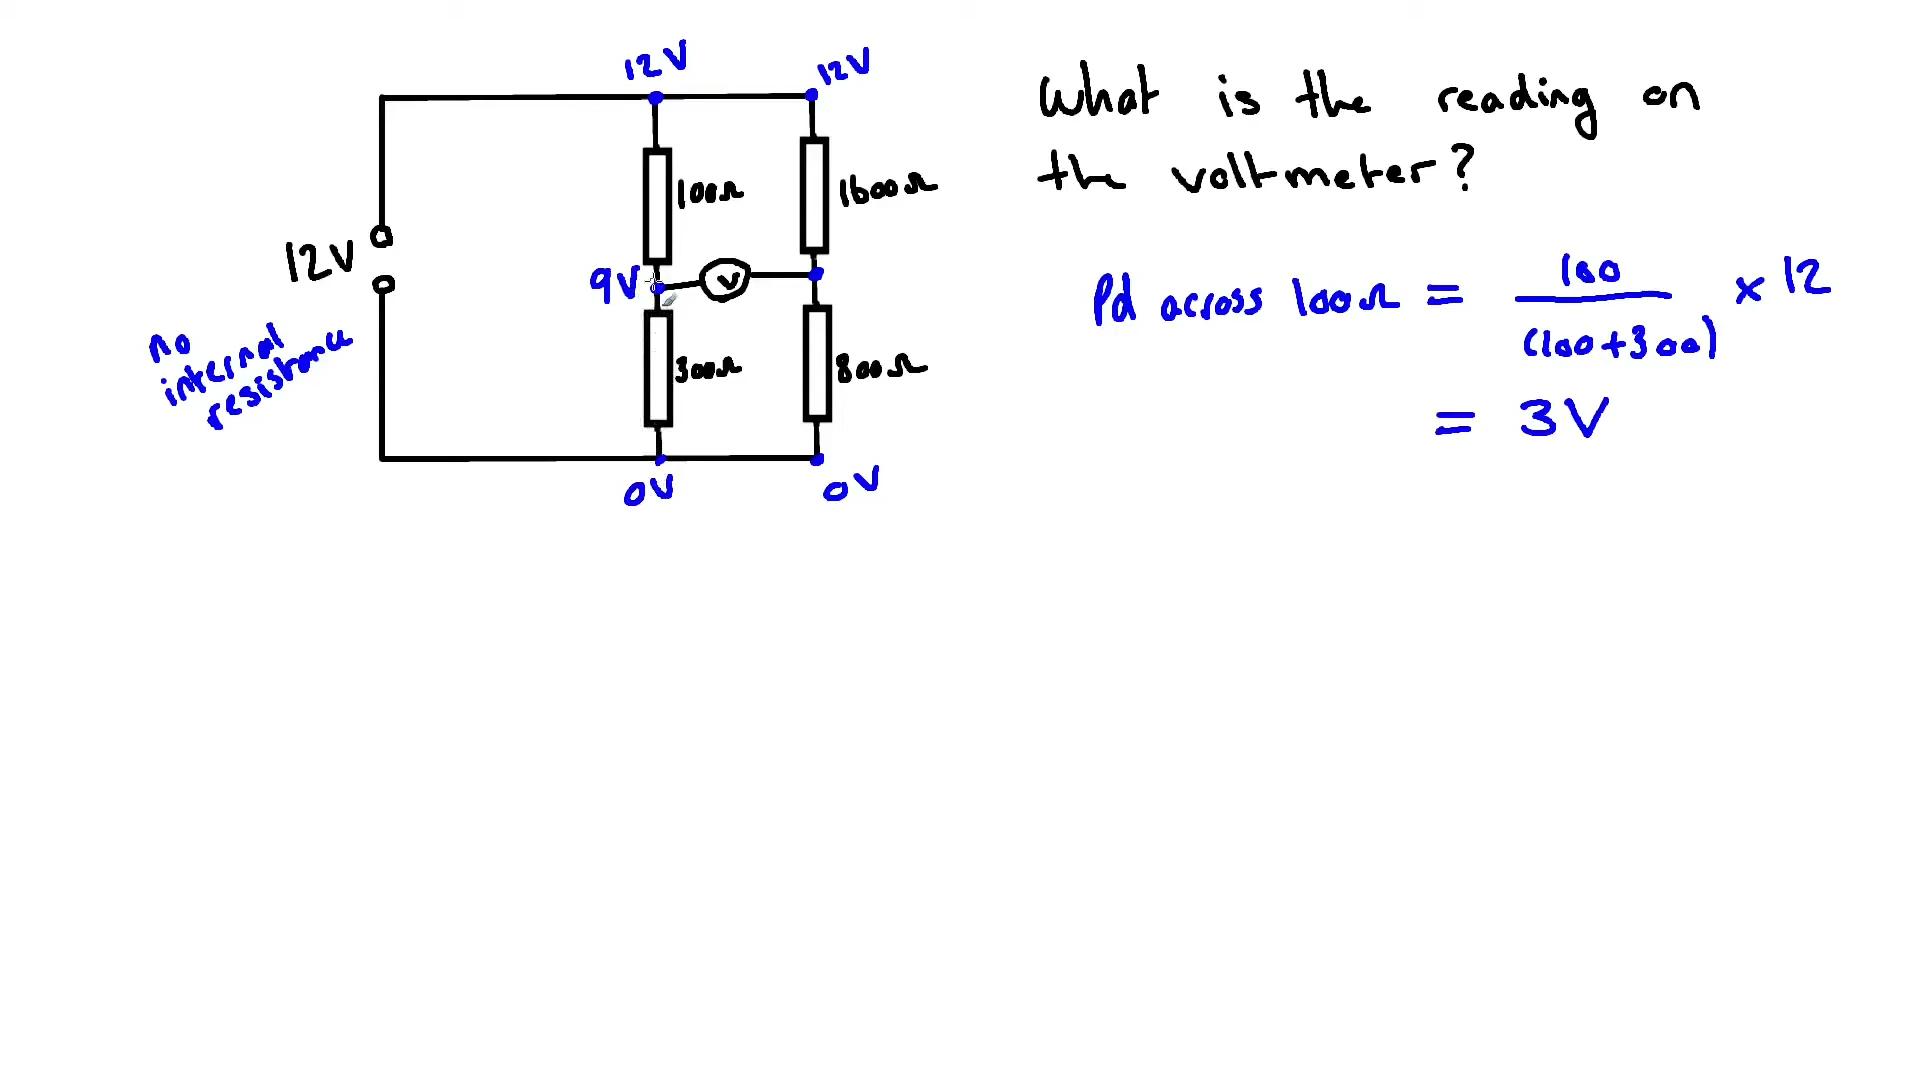 12V
12V
What is the reading on
the voltmeter?
100Ω
1600Ω
12V
9V
V
Pd across 100Ω = 100 × 12
(100+300)
no
internal
resistance
300Ω
800Ω
= 3V
0V
0V